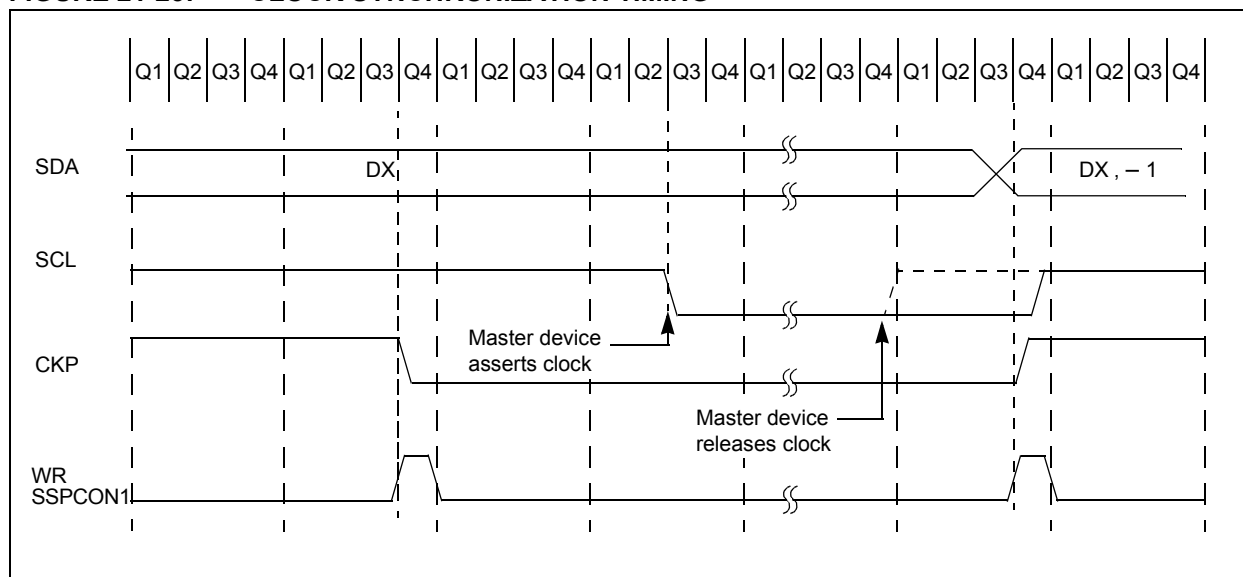 Q1 Q2 Q3 Q4 Q1 Q2 Q3 Q4 Q1 Q2 Q3 Q4 Q1 Q2 Q3 Q4 Q1 Q2 Q3 Q4 Q1 Q2 Q3 Q4 Q1 Q2 Q3 Q4
SDA
DX
DX , – 1
SCL
Master device
asserts clock
CKP
Master device
releases clock
WR
SSPCON1